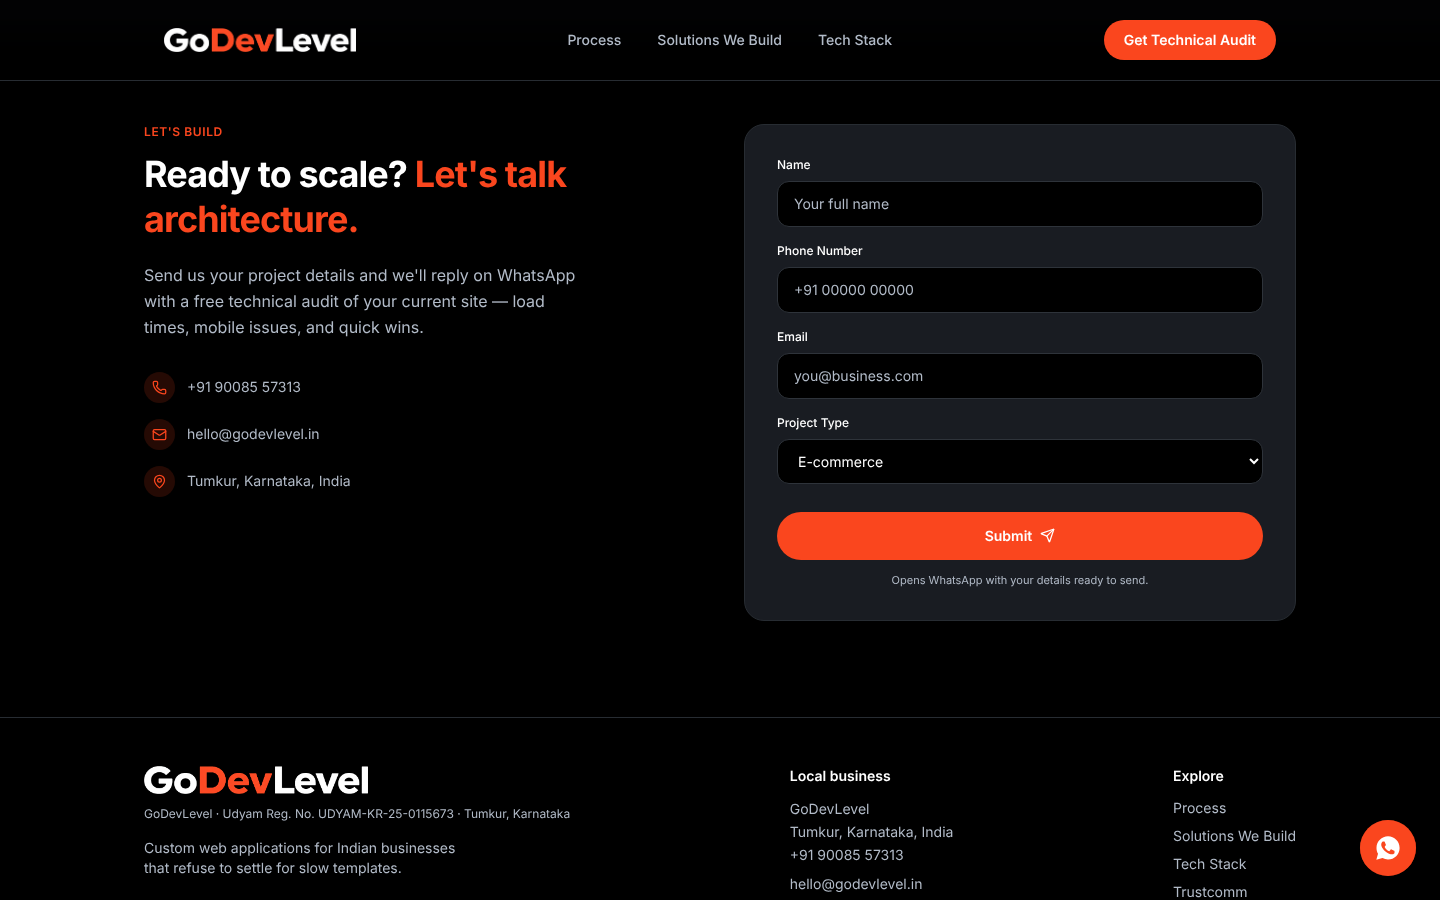 GoDevLevel
Process
Solutions We Build
Tech Stack
Get Technical Audit
LET'S BUILD
Ready to scale? Let's talk
architecture.
Send us your project details and we'll reply on WhatsApp
with a free technical audit of your current site — load
times, mobile issues, and quick wins.
+91 90085 57313
hello@godevlevel.in
Tumkur, Karnataka, India
Name
Your full name
Phone Number
+91 00000 00000
Email
you@business.com
Project Type
E-commerce
Submit
Opens WhatsApp with your details ready to send.
GoDevLevel
GoDevLevel · Udyam Reg. No. UDYAM-KR-25-0115673 · Tumkur, Karnataka
Custom web applications for Indian businesses
that refuse to settle for slow templates.
Local business
GoDevLevel
Tumkur, Karnataka, India
+91 90085 57313
hello@godevlevel.in
Explore
Process
Solutions We Build
Tech Stack
Trustcomm